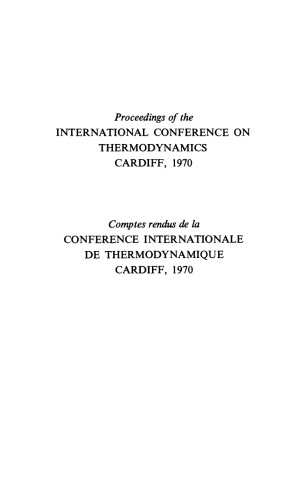 Proceedings of the
INTERNATIONAL CONFERENCE ON
THERMODYNAMICS
CARDIFF, 1970
Comptes rendus de la
CONFERENCE INTERNATIONALE
DE THERMODYNAMIQUE
CARDIFF, 1970